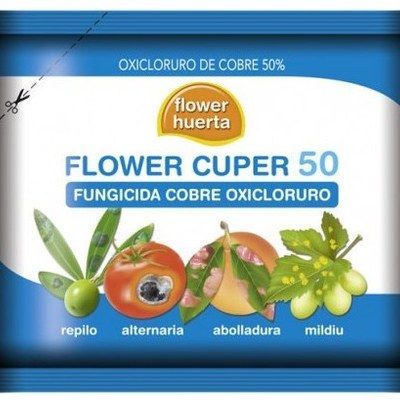 OXICLORURO DE COBRE 50%
flower
huerta
FLOWER CUPER 50
FUNGICIDA COBRE OXICLORURO
repilo alternaria abolladura mildiu